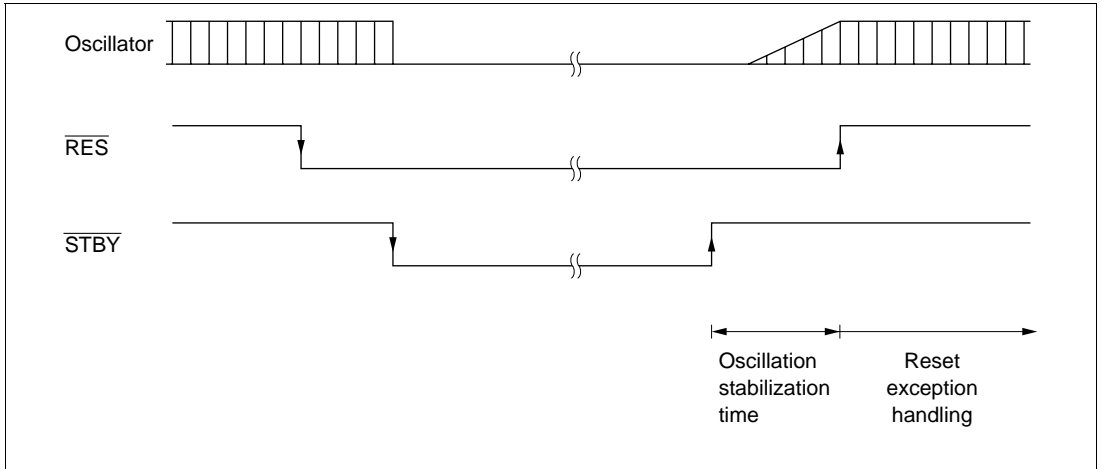 Oscillator
RES
STBY
Oscillation
stabilization
time
Reset
exception
handling